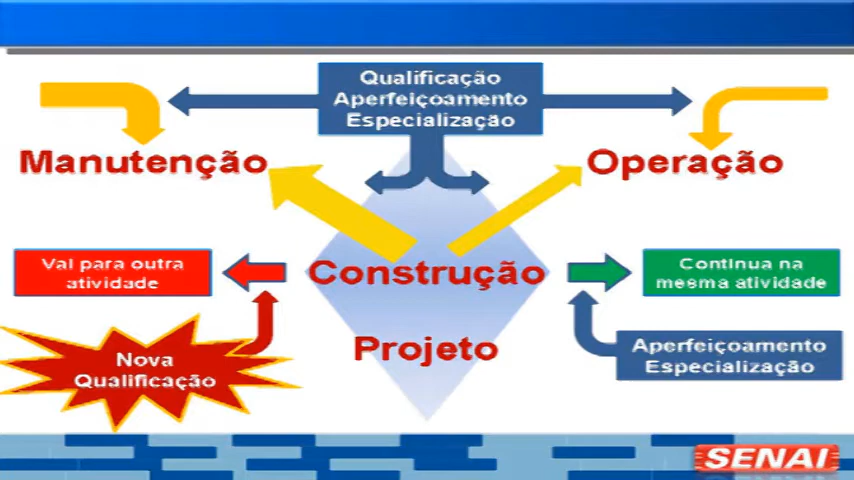 Qualificação
Aperfeiçoamento
Especialização
Manutenção
Operação
Vai para outra
atividade
Construção
Continua na
mesma atividade
Projeto
Nova
Qualificação
Aperfeiçoamento
Especialização
SENAI